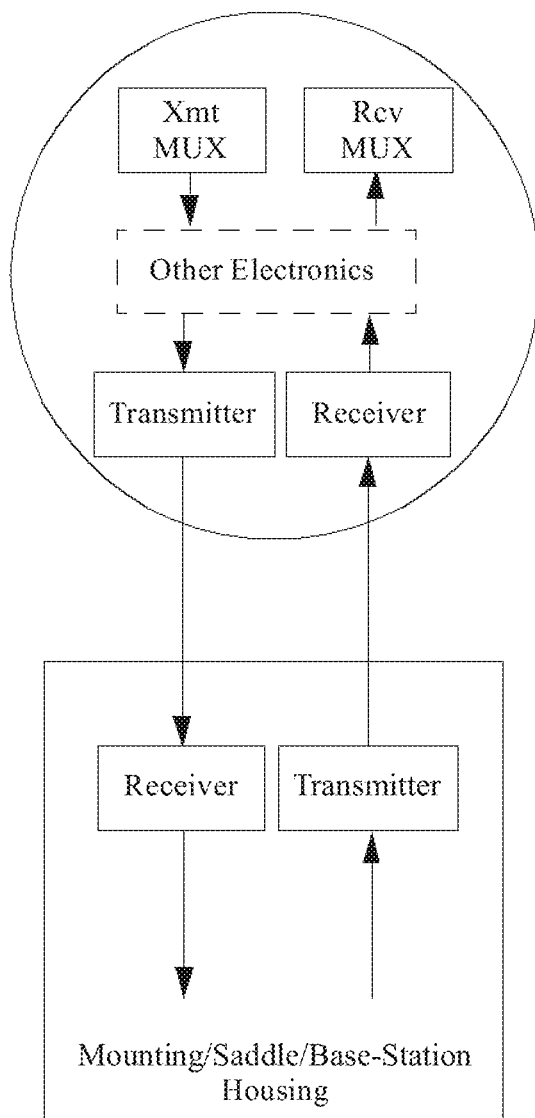 Xmt
MUX
Rcv
MUX
Other Electronics
Transmitter
Receiver
Receiver
Transmitter
Mounting/Saddle/Base-Station
Housing